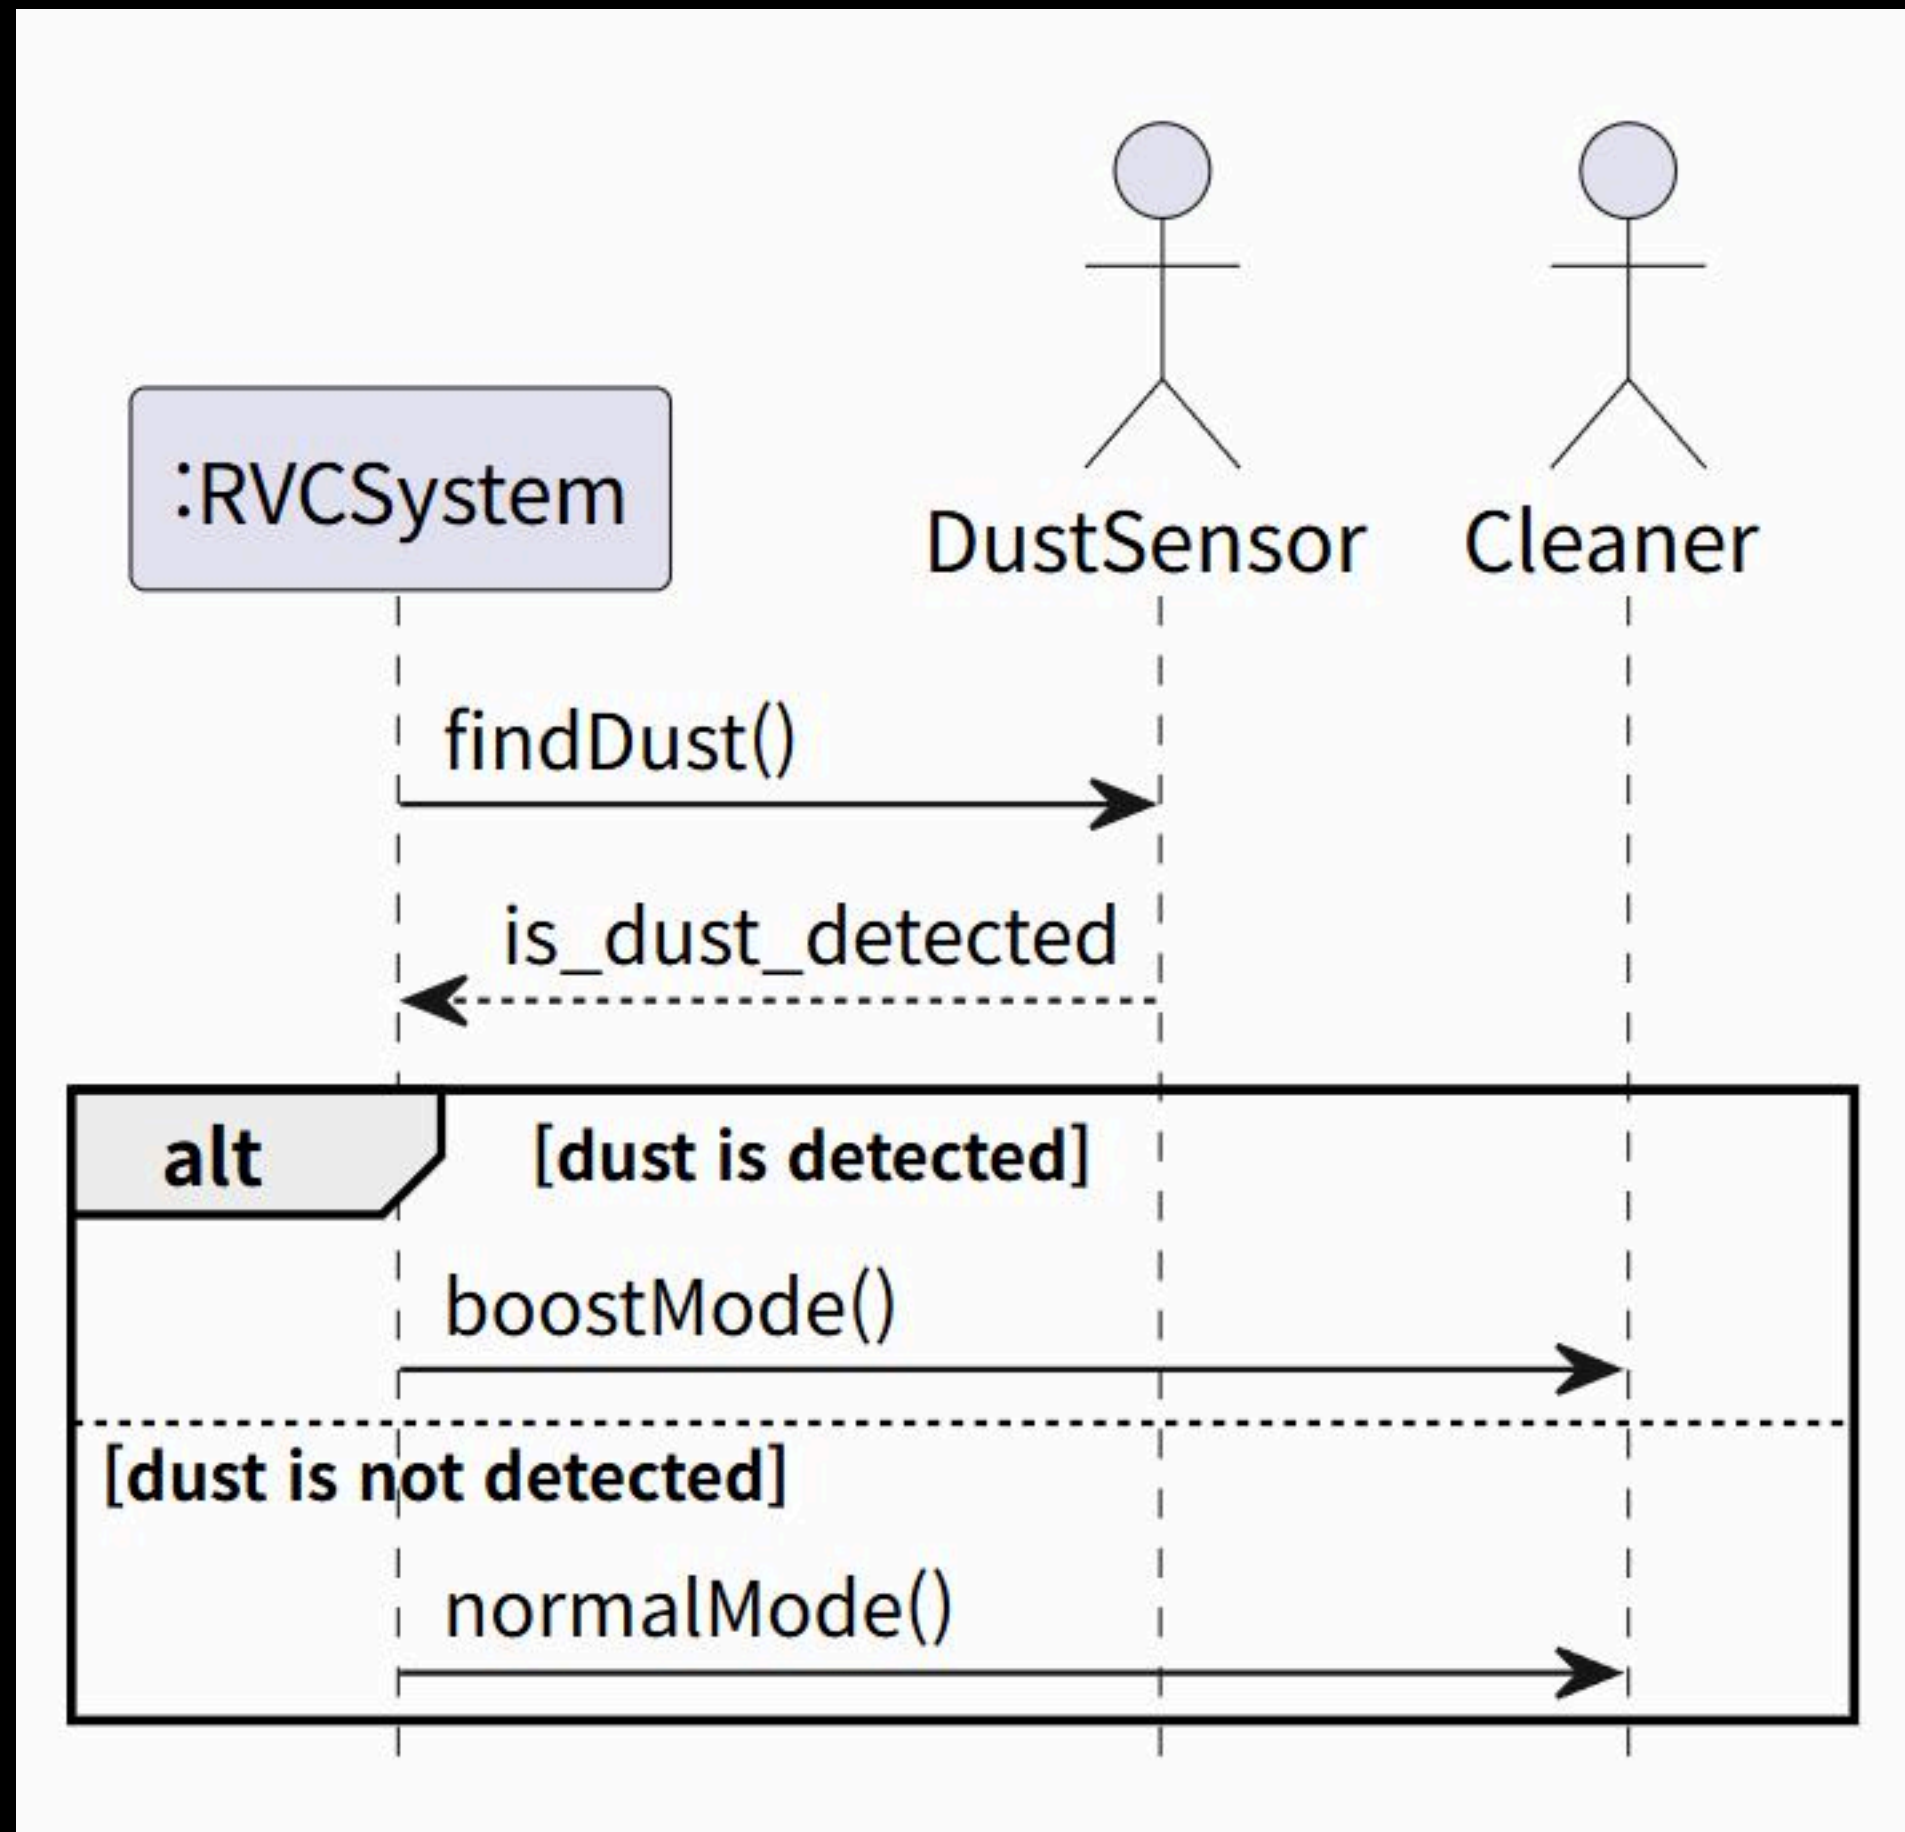 :RVCSystem
DustSensor
Cleaner
findDust()
is_dust_detected
alt
[dust is detected]
boostMode()
[dust is not detected]
normalMode()